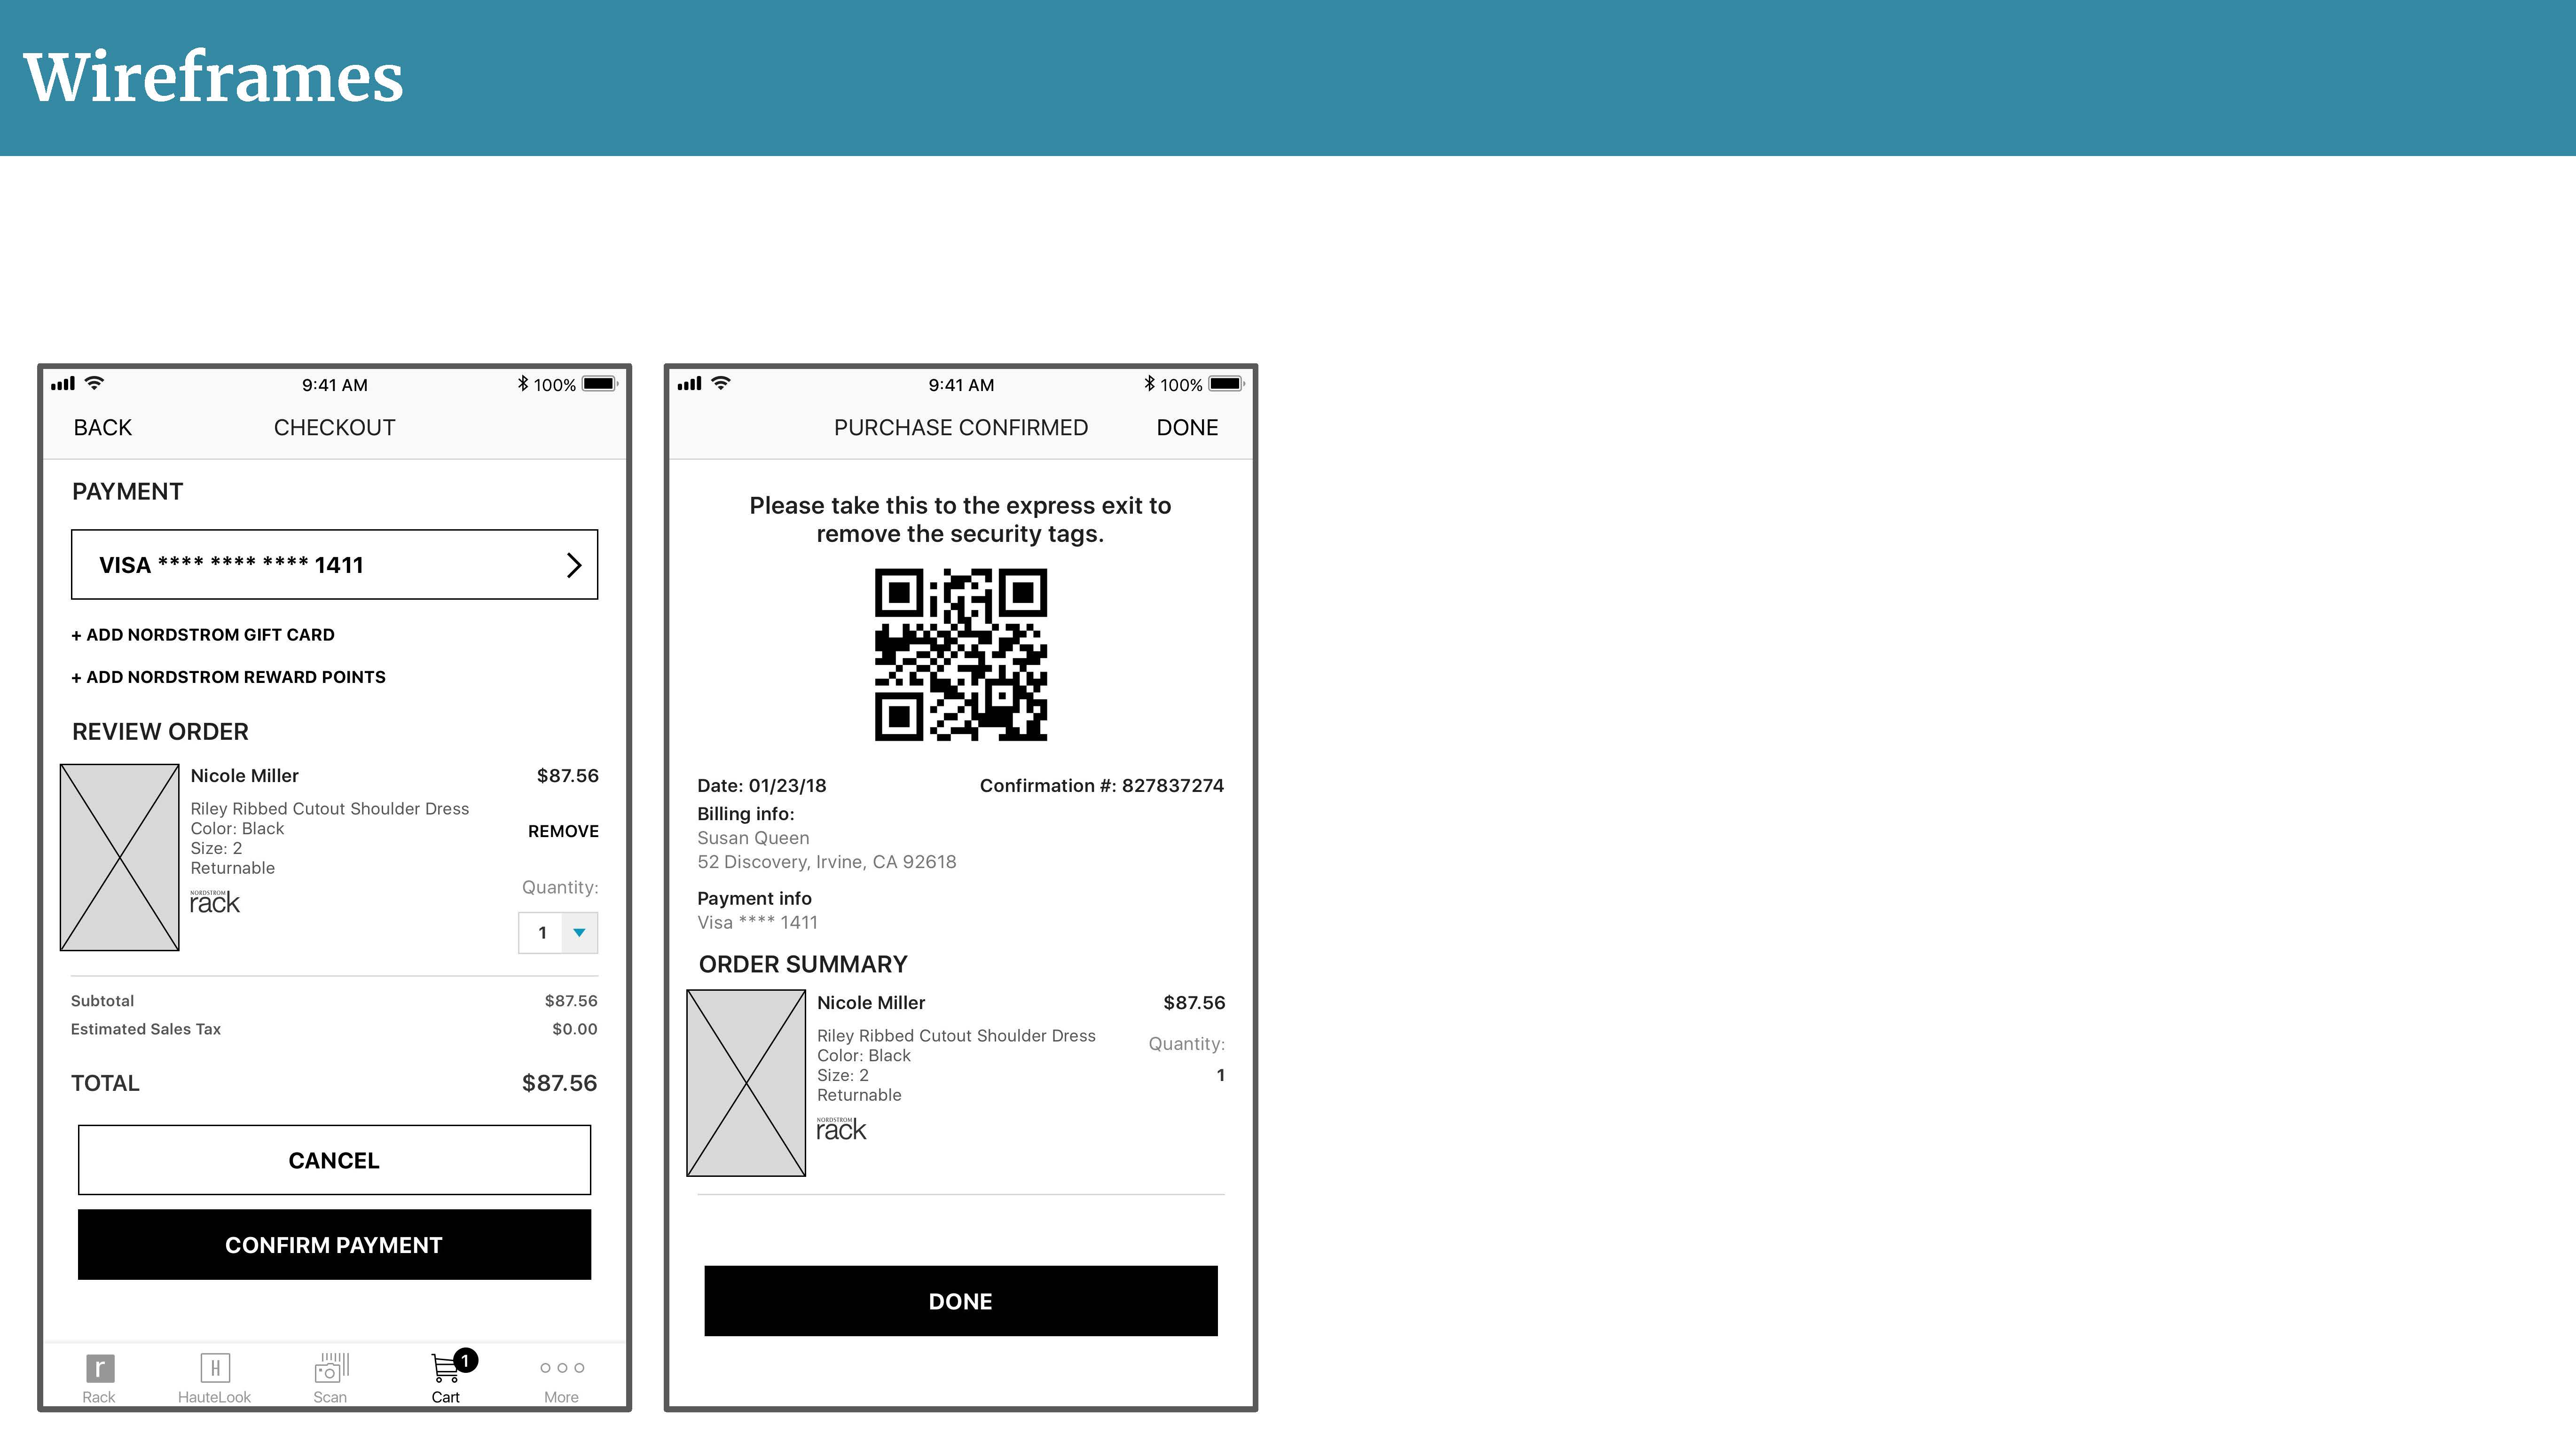 Wireframes
9:41 AM
100%
BACK
CHECKOUT
PAYMENT
VISA **** **** **** 1411
+ ADD NORDSTROM GIFT CARD
+ ADD NORDSTROM REWARD POINTS
REVIEW ORDER
Nicole Miller
$87.56
Riley Ribbed Cutout Shoulder Dress
Color: Black
REMOVE
Size: 2
Returnable
Quantity:
NORDSTROM
rack
1
Subtotal
$87.56
Estimated Sales Tax
$0.00
TOTAL
$87.56
CANCEL
CONFIRM PAYMENT
r
H
1
Rack
HauteLook
Scan
Cart
More
9:41 AM
100%
PURCHASE CONFIRMED
DONE
Please take this to the express exit to
remove the security tags.
Date: 01/23/18
Confirmation #: 827837274
Billing info:
Susan Queen
52 Discovery, Irvine, CA 92618
Payment info
Visa **** 1411
ORDER SUMMARY
Nicole Miller
$87.56
Riley Ribbed Cutout Shoulder Dress
Quantity:
Color: Black
Size: 2
1
Returnable
NORDSTROM
rack
DONE